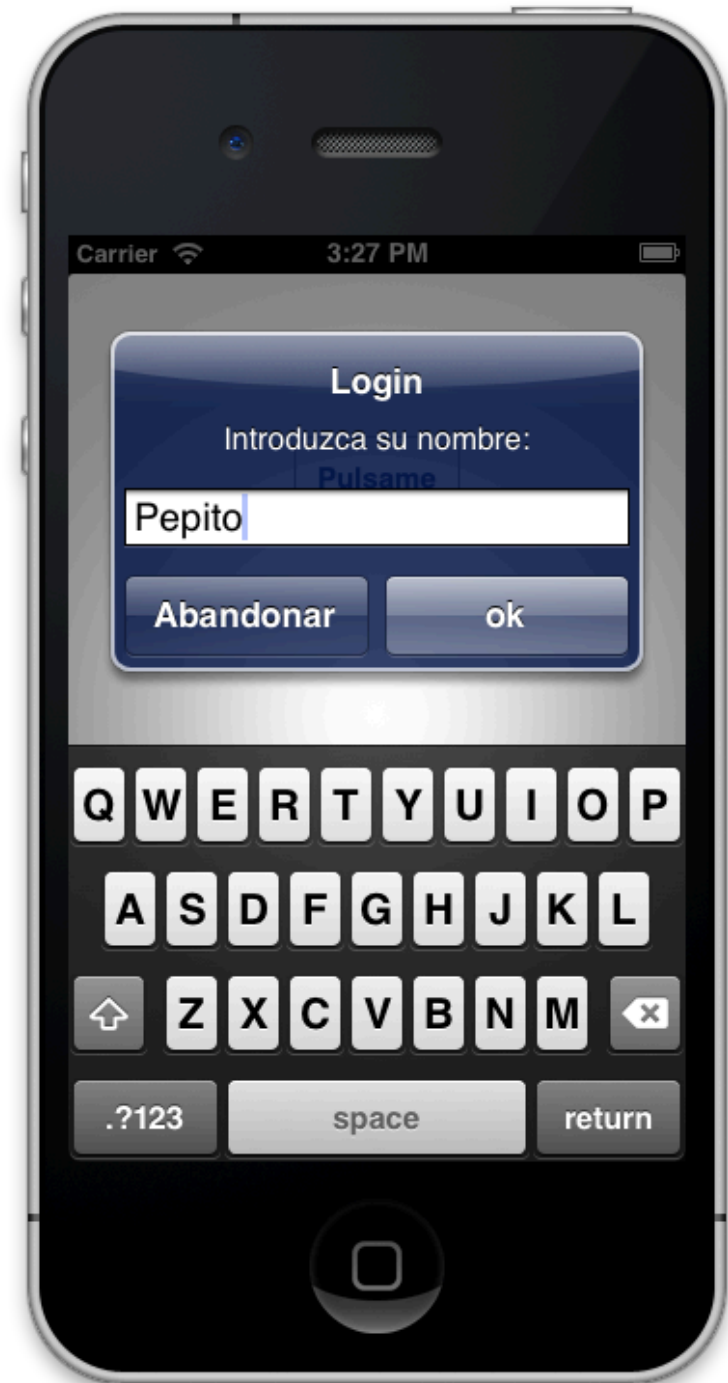 Carrier 3:27 PM
Login
Introduzca su nombre:
Pulsame
Pepito
Abandonar ok
Q W E R T Y U I O P
A S D F G H J K L
Z X C V B N M
.?123 space return